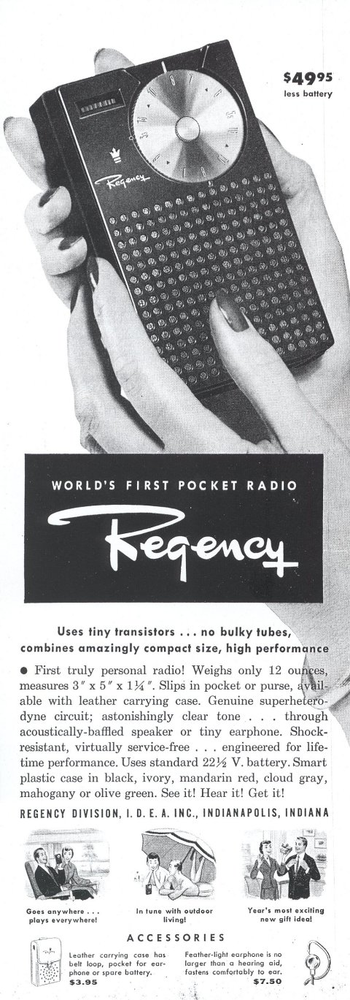 $49.95
less battery
Regency
WORLD'S FIRST POCKET RADIO
Regency
Uses tiny transistors ... no bulky tubes,
combines amazingly compact size, high performance
● First truly personal radio! Weighs only 12 ounces,
measures 3" x 5" x 1¼". Slips in pocket or purse, avail-
able with leather carrying case. Genuine superhetero-
dyne circuit; astonishingly clear tone . . . through
acoustically-baffled speaker or tiny earphone. Shock-
resistant, virtually service-free . . . engineered for life-
time performance. Uses standard 22½ V. battery. Smart
plastic case in black, ivory, mandarin red, cloud gray,
mahogany or olive green. See it! Hear it! Get it!
REGENCY DIVISION, I. D. E. A. INC., INDIANAPOLIS, INDIANA
Goes anywhere . . .
plays everywhere!
In tune with outdoor
living!
Year's most exciting
new gift idea!
ACCESSORIES
Leather carrying case has
belt loop, pocket for ear-
phone or spare battery.
$3.95
Feather-light earphone is no
larger than a hearing aid,
fastens comfortably to ear.
$7.50